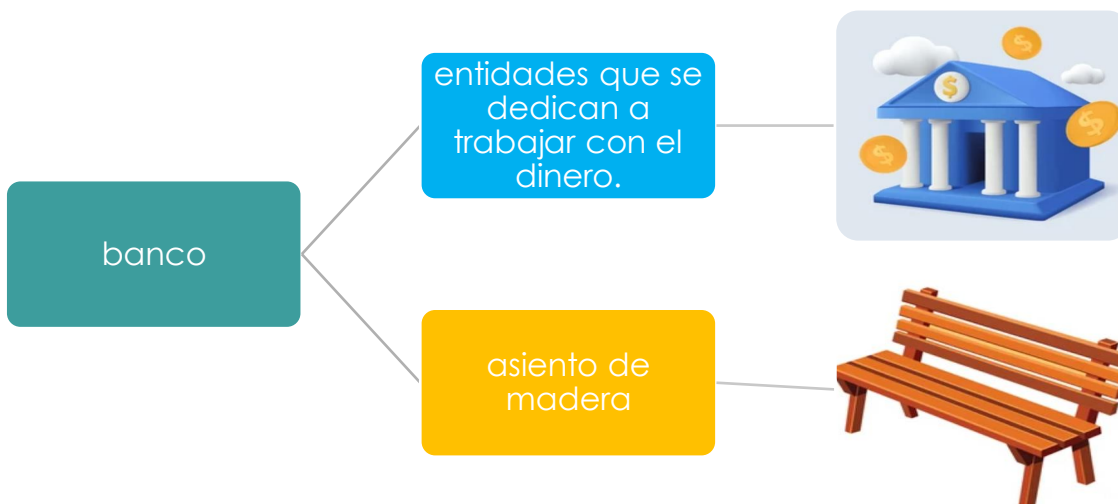 entidades que se
dedican a
trabajar con el
dinero.
banco
asiento de
madera
$
$
$
$